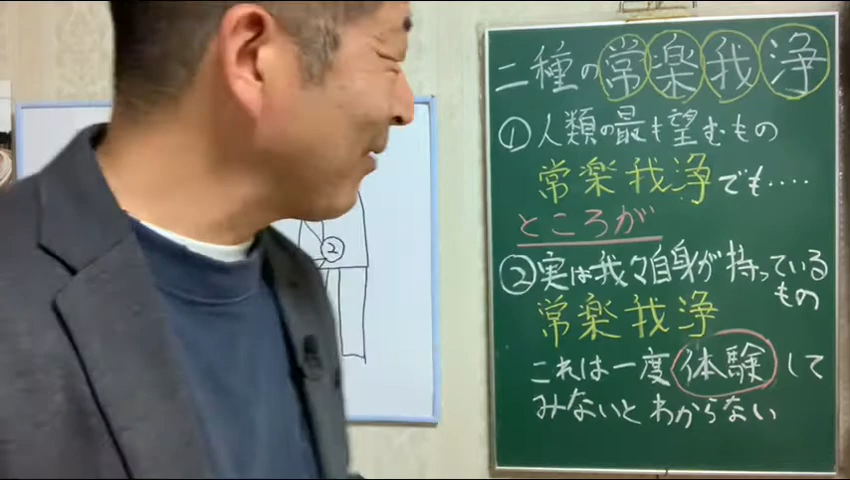 二種の常楽我浄
①人類の最も望むもの
常楽我浄でも‥‥
ところが
②実は我々自身が持っている
もの
常楽我浄
これは一度体験して
みないとわからない
②